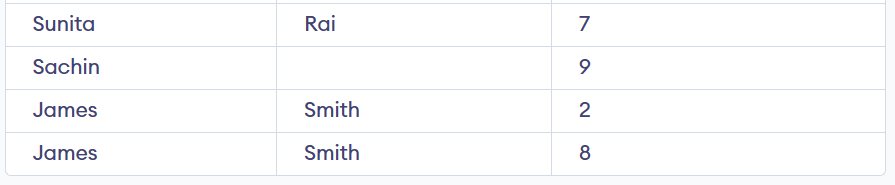 Sunita Rai 7
Sachin 9
James Smith 2
James Smith 8